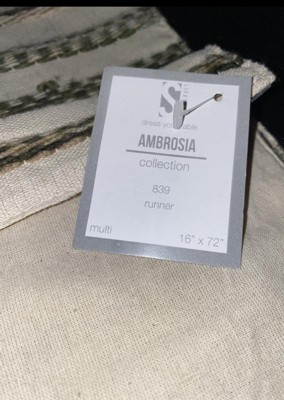 dress your table
AMBROSIA
collection
839
runner
multi
16" x 72"